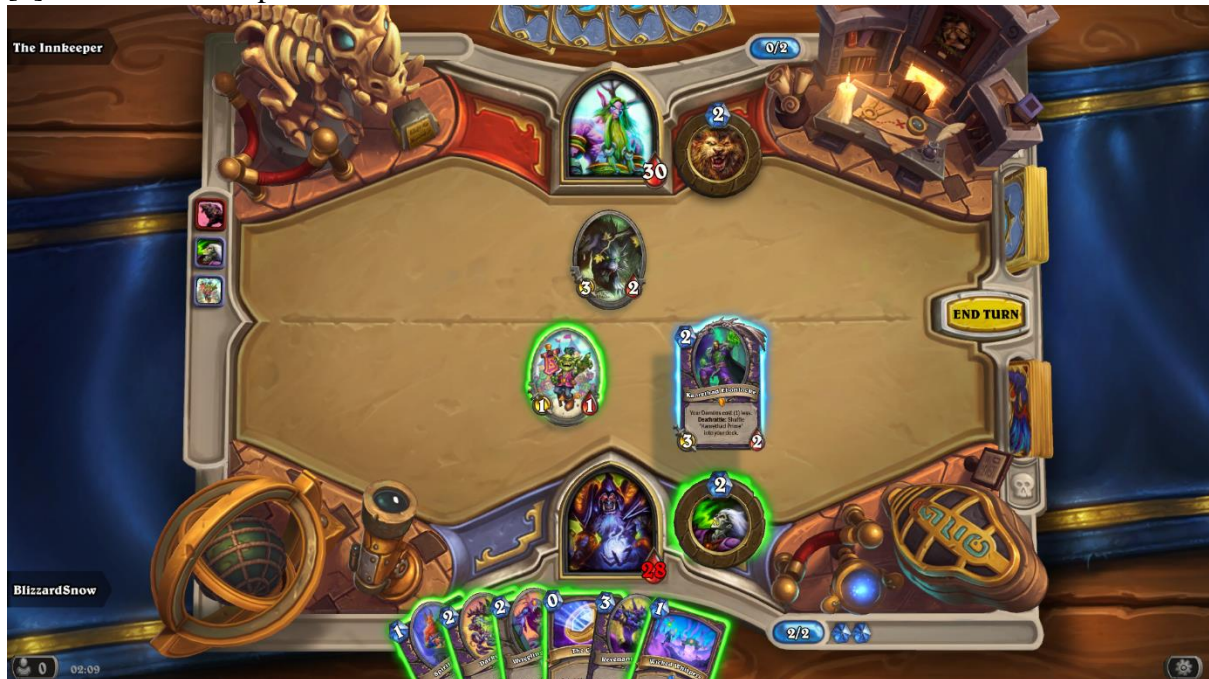 The Innkeeper
0/2
2
30
3
2
END TURN
2
Kanrethad Ebonlocke
Your Demons cost (1) less.
Deathrattle: Shuffle
"Kanrethad Prime"
into your deck.
1
1
3
2
2
28
BlizzardSnow
1
2
2
0
3
1
2/2
0
02:09